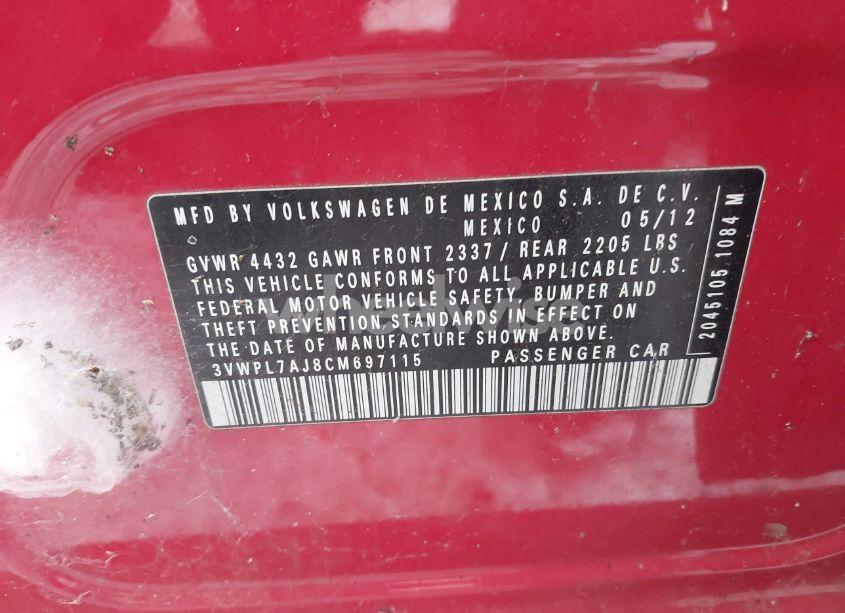 MFD BY VOLKSWAGEN DE MEXICO S.A. DE C.V.
MEXICO 05/12
GVWR 4432 GAWR FRONT 2337/ REAR 2205 LBS
THIS VEHICLE CONFORMS TO ALL APPLICABLE U.S.
FEDERAL MOTOR VEHICLE SAFETY, BUMPER AND
THEFT PREVENTION STANDARDS IN EFFECT ON
THE DATE OF MANUFACTURE SHOWN ABOVE.
3VWPL7AJ8CM697115 PASSENGER CAR
2045105 1084 M